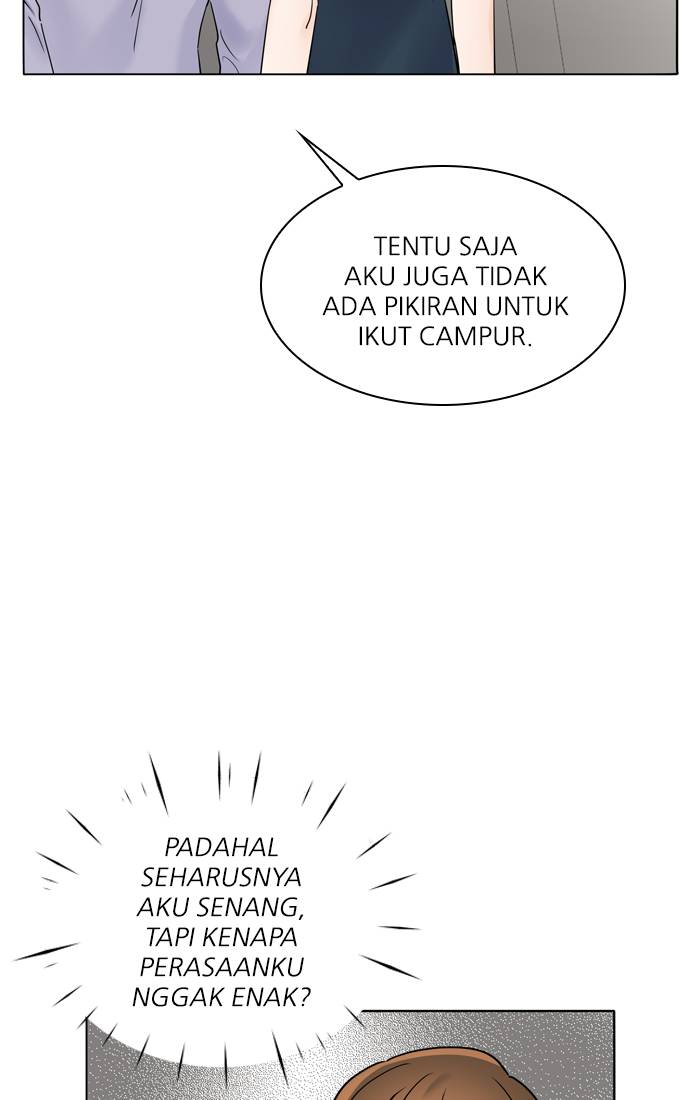 TENTU SAJA
AKU JUGA TIDAK
ADA PIKIRAN UNTUK
IKUT CAMPUR.
PADAHAL
SEHARUSNYA
AKU SENANG,
TAPI KENAPA
PERASAANKU
NGGAK ENAK?